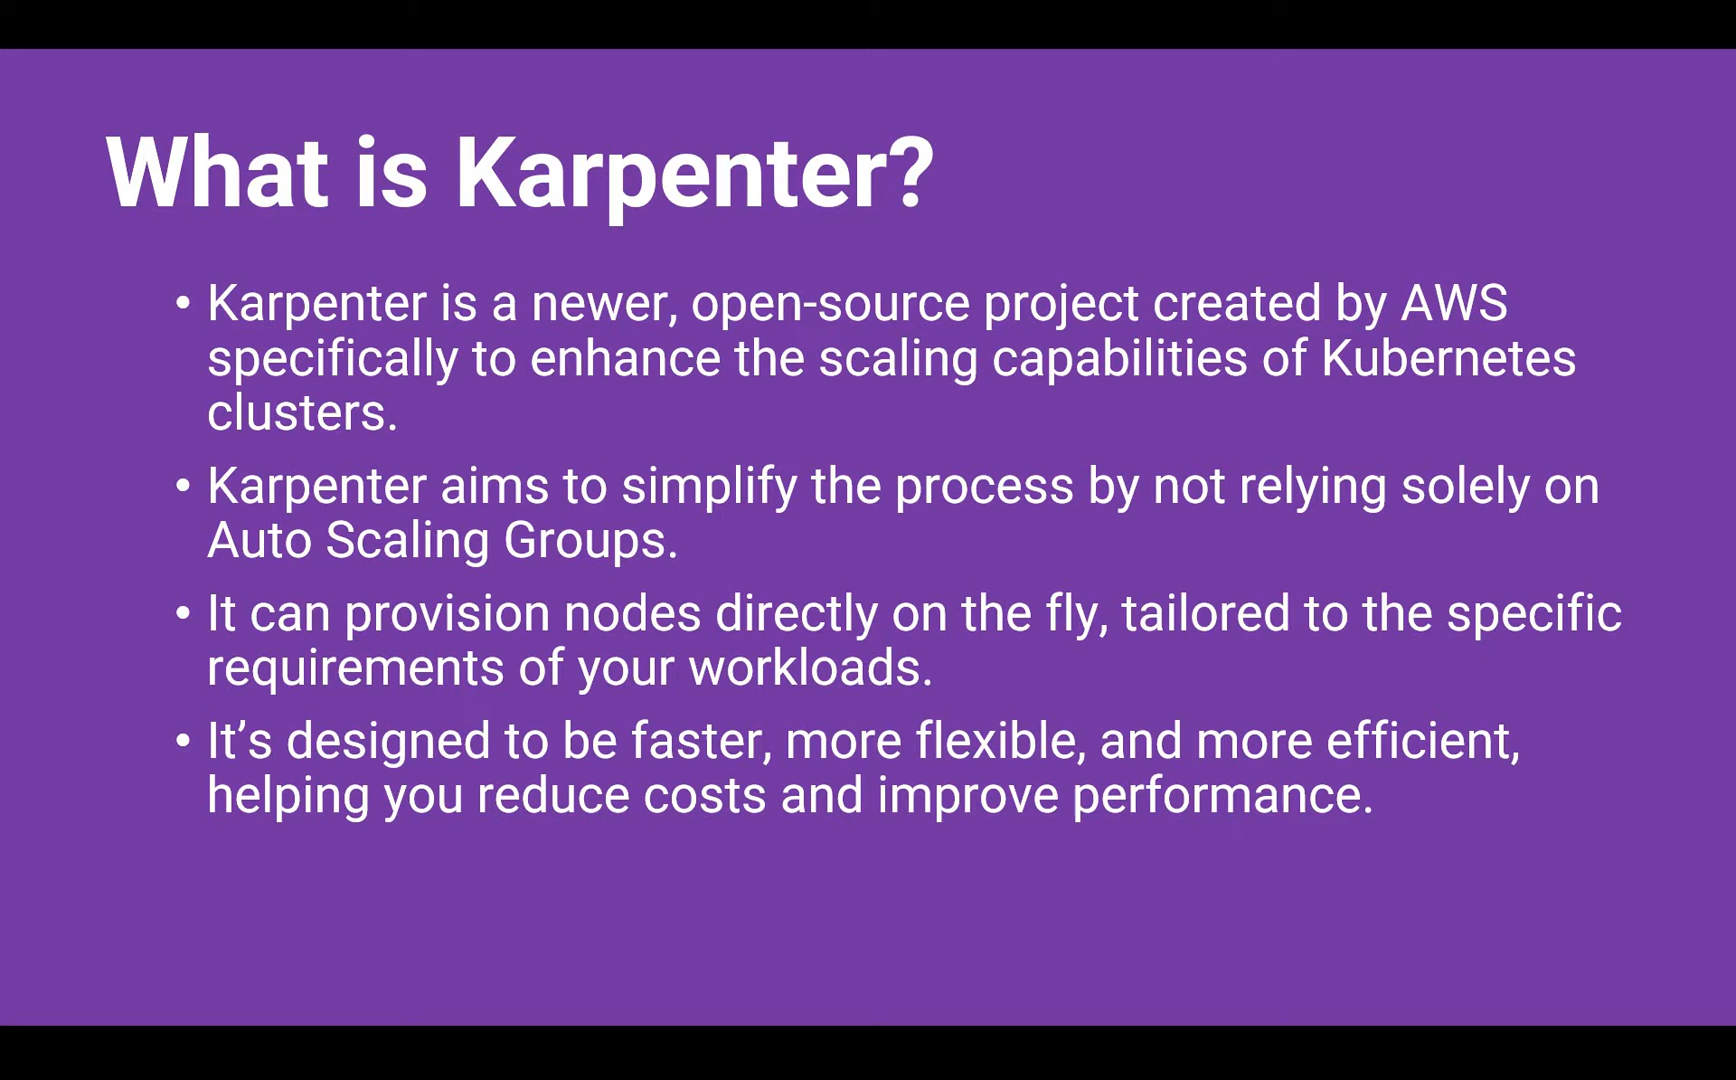 What is Karpenter?
• Karpenter is a newer, open-source project created by AWS
specifically to enhance the scaling capabilities of Kubernetes
clusters.
• Karpenter aims to simplify the process by not relying solely on
Auto Scaling Groups.
• It can provision nodes directly on the fly, tailored to the specific
requirements of your workloads.
• It’s designed to be faster, more flexible, and more efficient,
helping you reduce costs and improve performance.